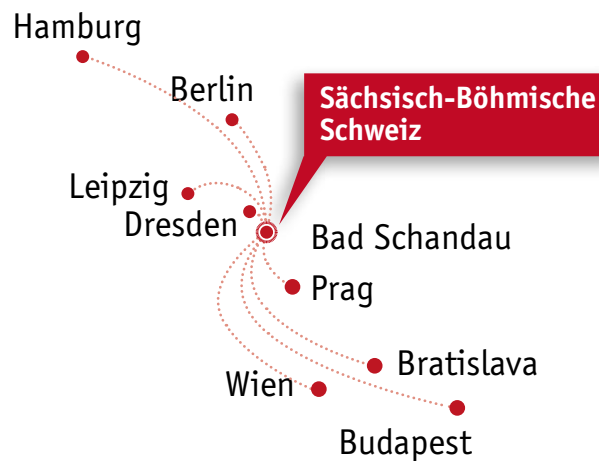 Hamburg
Berlin
Sächsisch-Böhmische
Schweiz
Leipzig
Dresden
Bad Schandau
Prag
Bratislava
Wien
Budapest